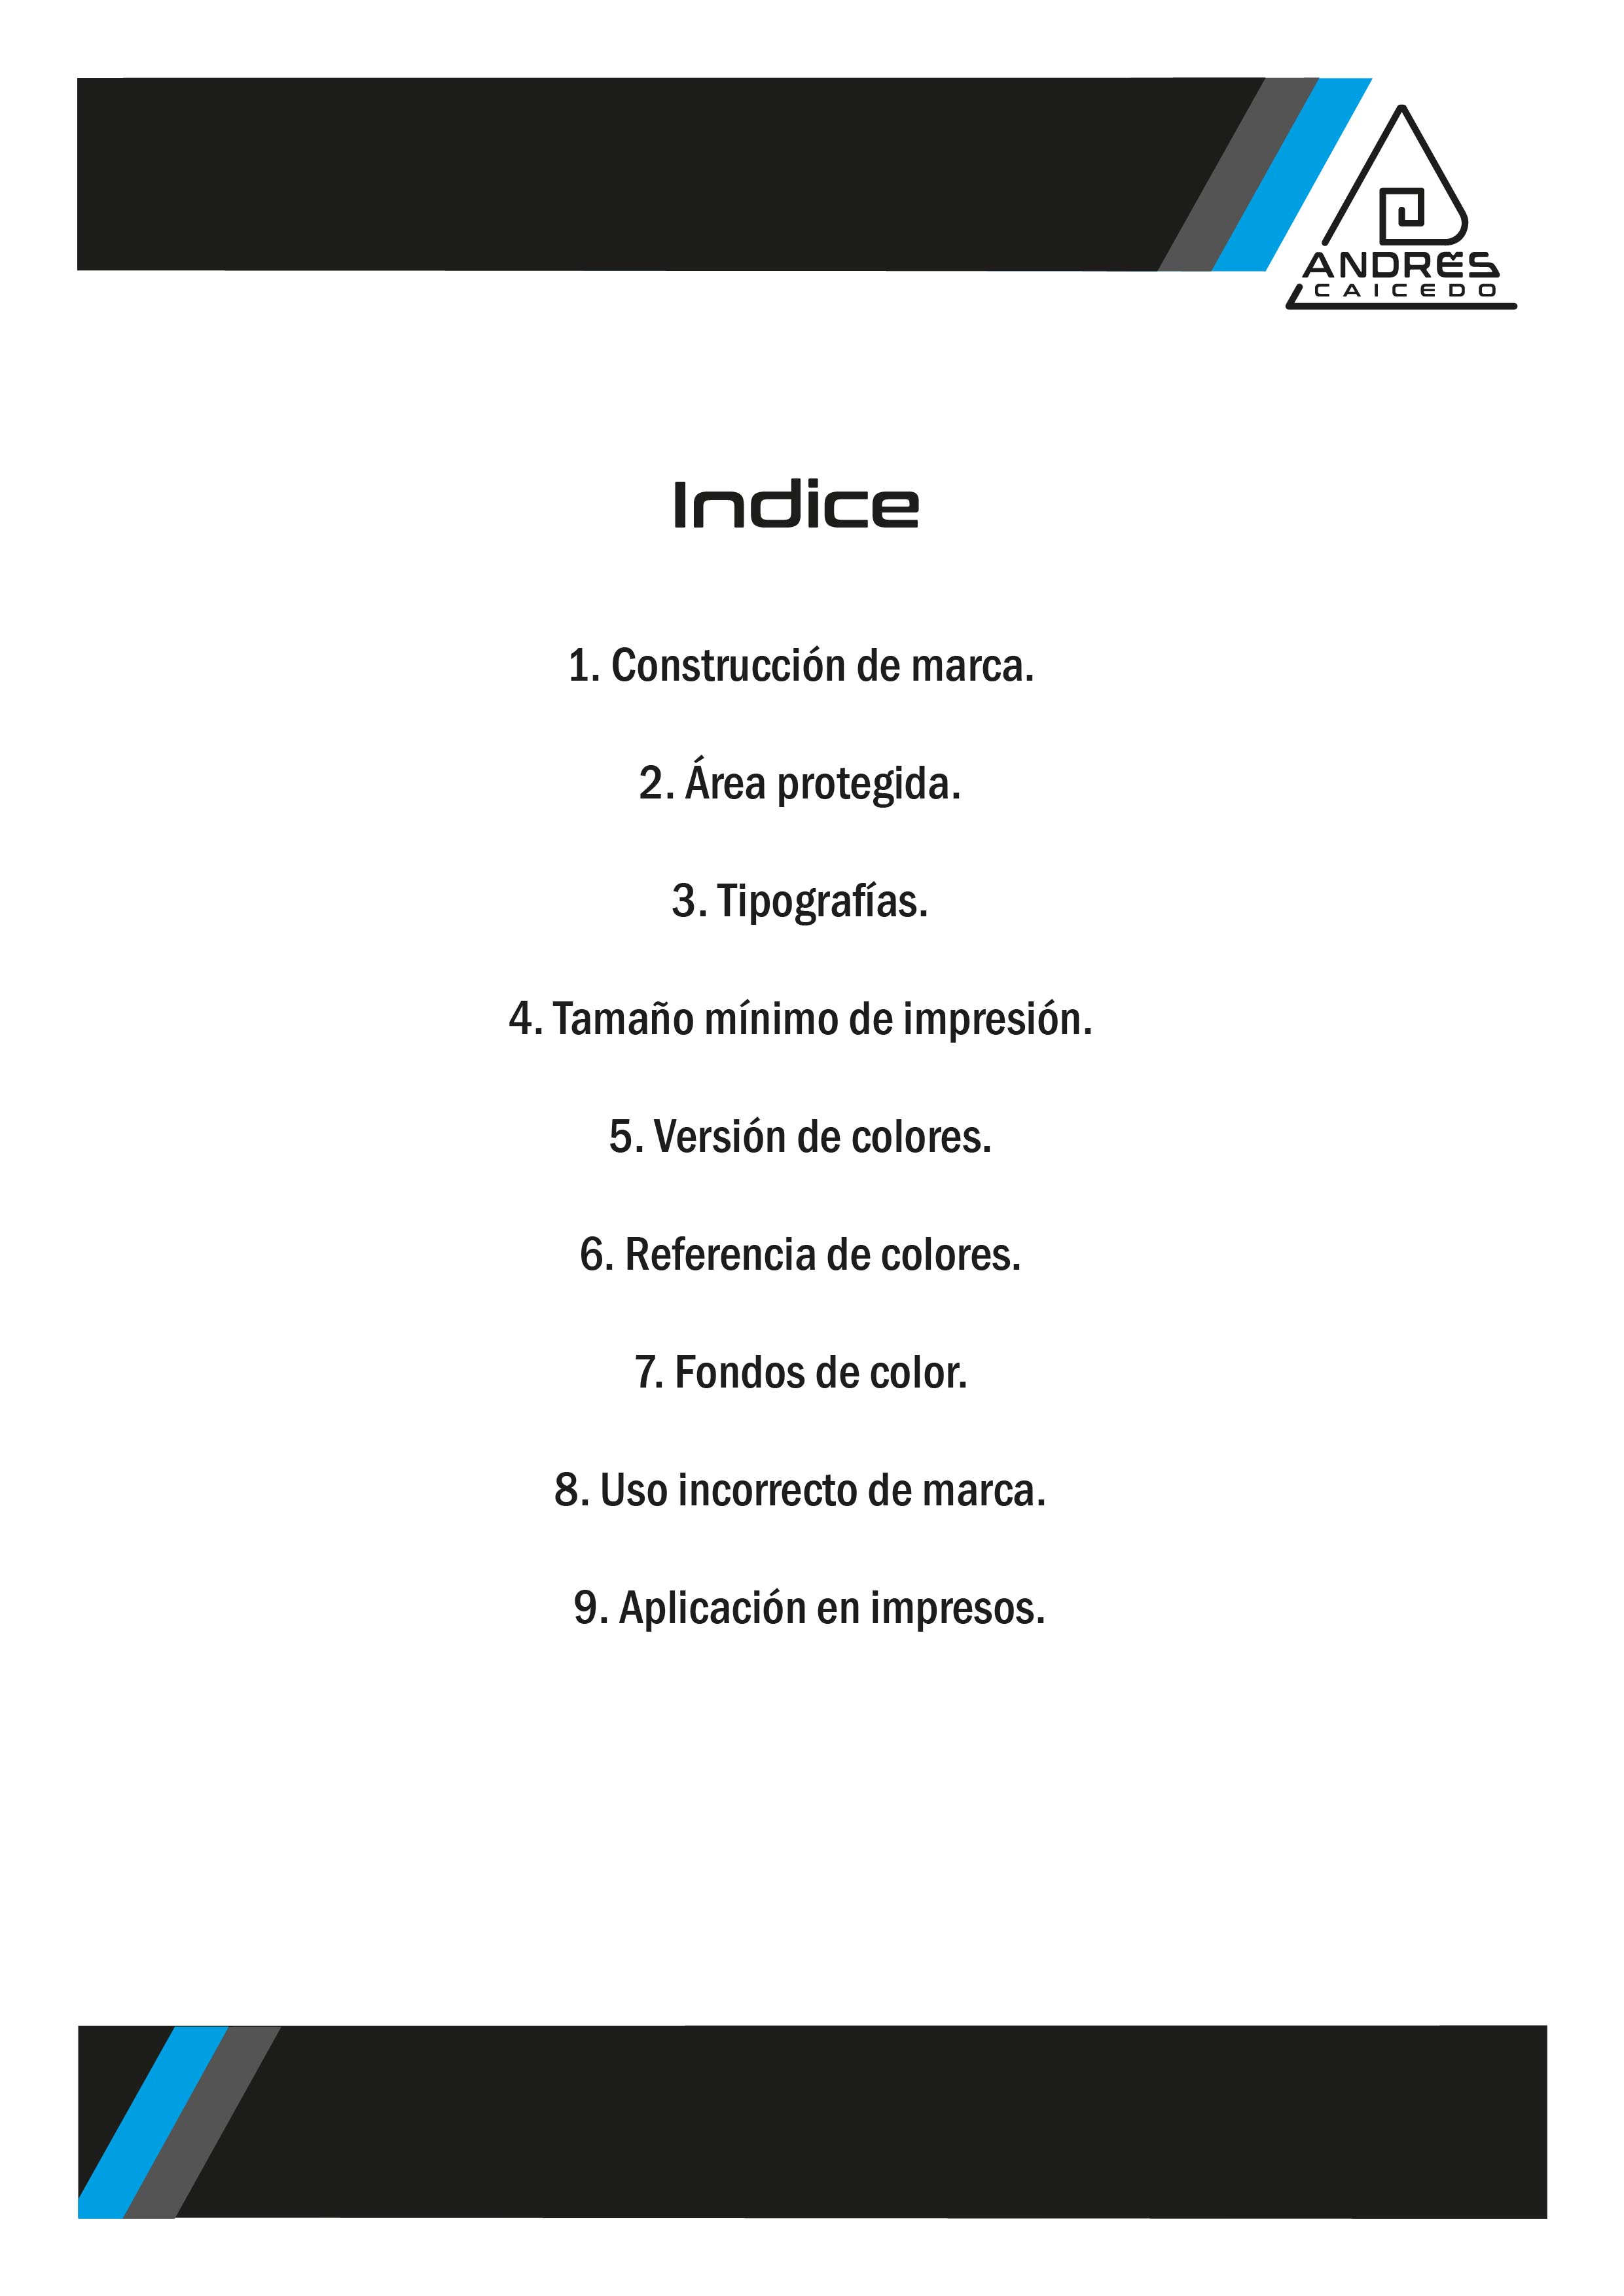 ANDRÉS
CAICEDO
Indice
1. Construcción de marca.
2. Área protegida.
3. Tipografías.
4. Tamaño mínimo de impresión.
5. Versión de colores.
6. Referencia de colores.
7. Fondos de color.
8. Uso incorrecto de marca.
9. Aplicación en impresos.